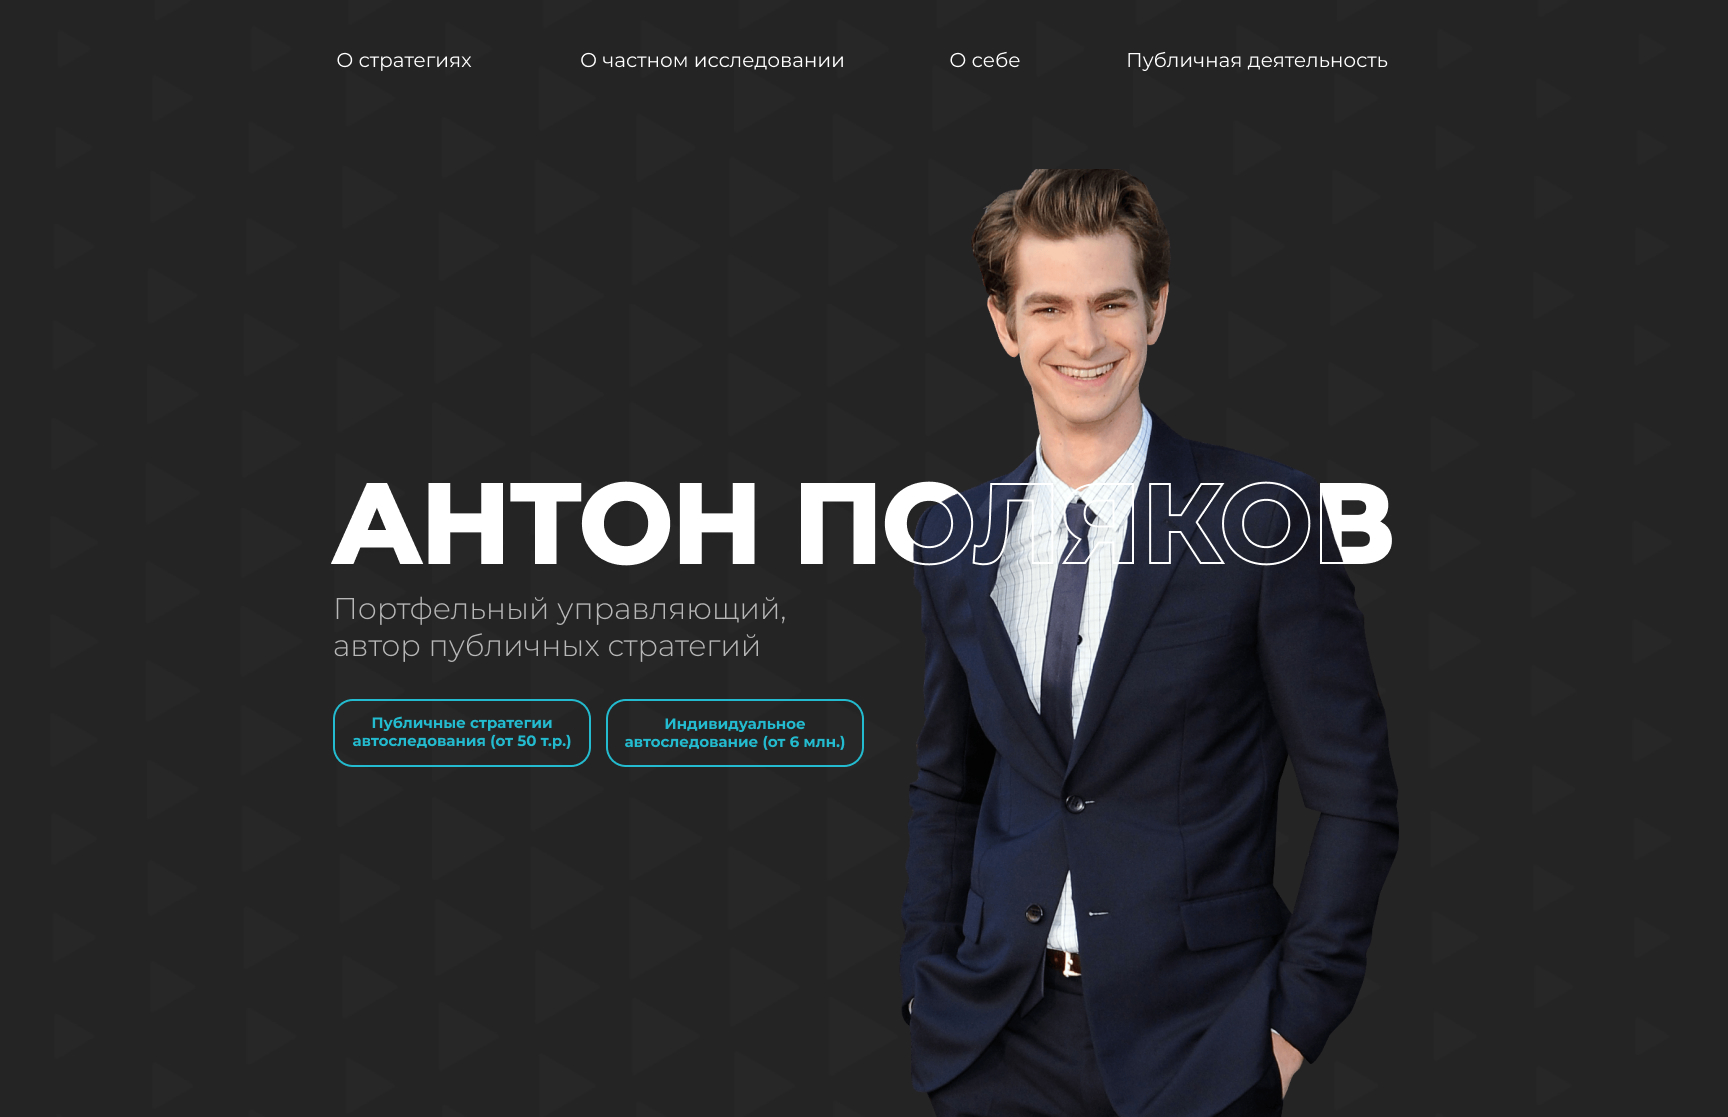 О стратегиях
О частном исследовании
О себе
Публичная деятельность
АНТОН ПОЛЯКОВ
Портфельный управляющий,
автор публичных стратегий
Публичные стратегии
автоследования (от 50 т.р.)
Индивидуальное
автоследование (от 6 млн.)